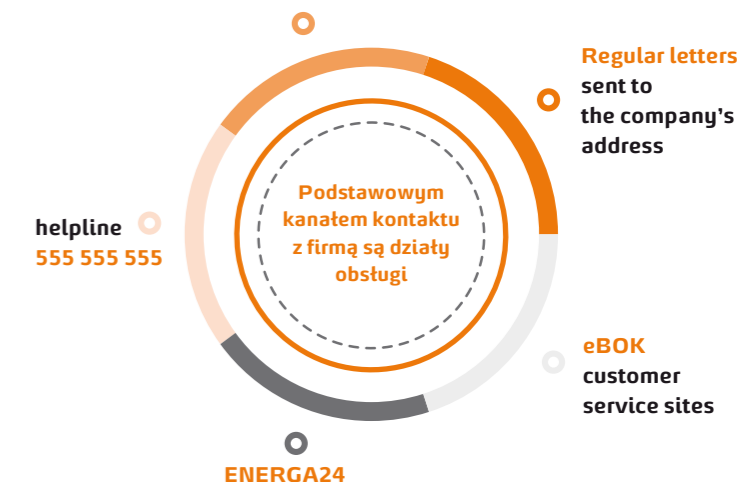 Regular letters
sent to
the company's
address
Podstawowym
kanałem kontaktu
z firmą są działy
obsługi
helpline
555 555 555
eBOK
customer
service sites
ENERGA24